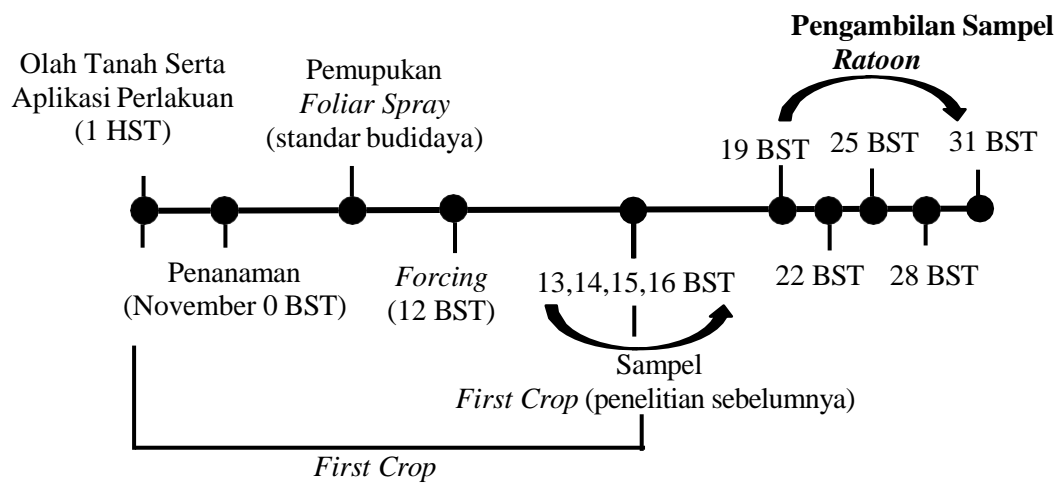 Pengambilan Sampel
Ratoon
Olah Tanah Serta
Aplikasi Perlakuan
(1 HST)
Pemupukan
Foliar Spray
(standar budidaya)
19 BST
25 BST
31 BST
Penanaman
(November 0 BST)
Forcing
(12 BST)
13,14,15,16 BST
22 BST
28 BST
Sampel
First Crop (penelitian sebelumnya)
First Crop